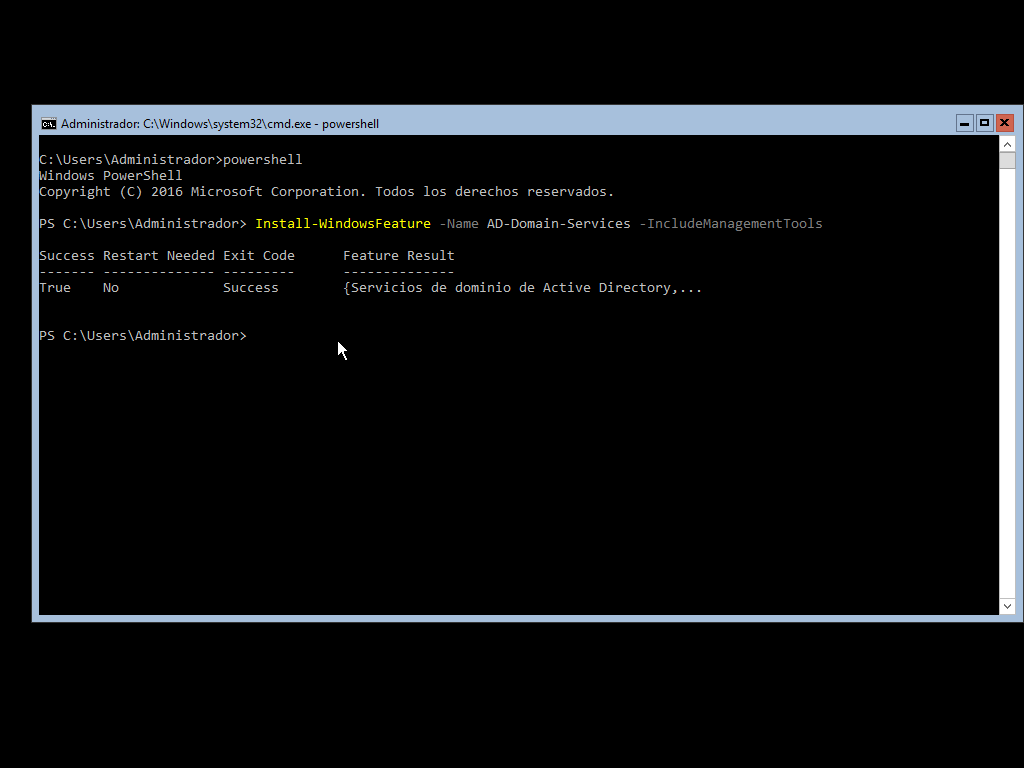 Administrador: C:\Windows\system32\cmd.exe - powershell
C:\Users\Administrador>powershell
Windows PowerShell
Copyright (C) 2016 Microsoft Corporation. Todos los derechos reservados.
PS C:\Users\Administrador> Install-WindowsFeature -Name AD-Domain-Services -IncludeManagementTools
Success Restart Needed Exit Code      Feature Result
------- -------------- ---------      --------------
True    No             Success        {Servicios de dominio de Active Directory,...
PS C:\Users\Administrador>